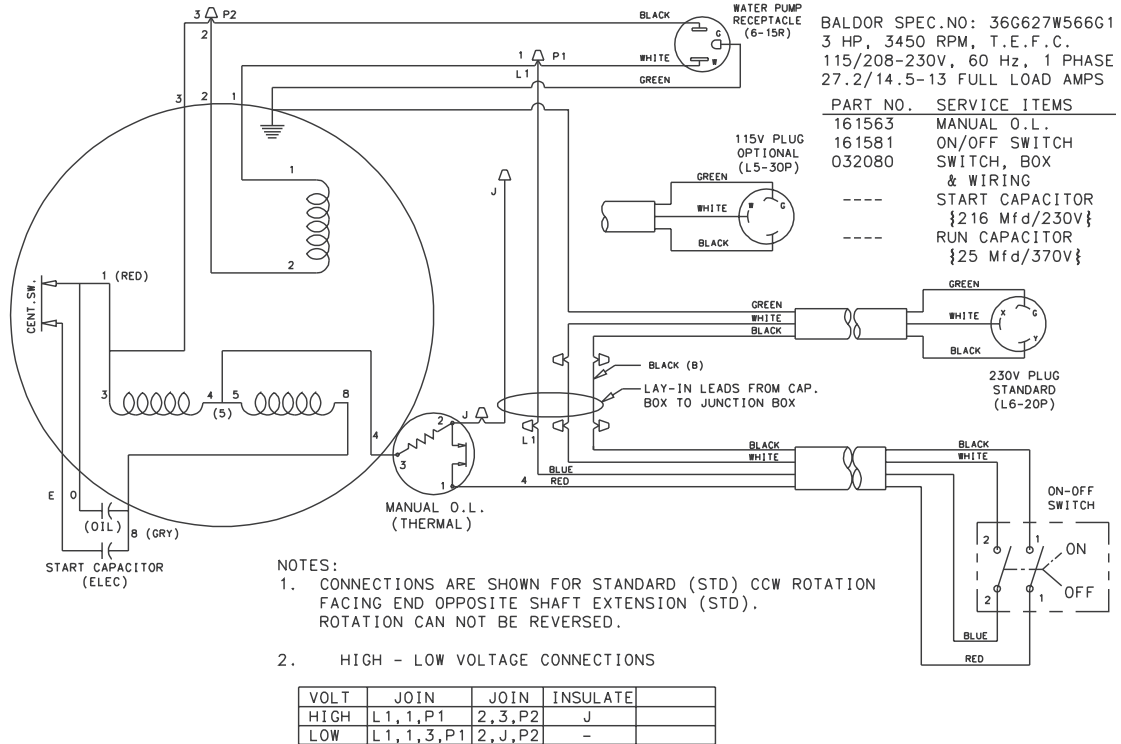 3 P2
2
BLACK
WATER PUMP
RECEPTACLE
(6-15R)
G
W
1 P1
L1
WHITE
GREEN
BALDOR SPEC.NO: 36G627W566G1
3 HP, 3450 RPM, T.E.F.C.
115/208-230V, 60 Hz, 1 PHASE
27.2/14.5-13 FULL LOAD AMPS
PART NO. SERVICE ITEMS
161563 MANUAL O.L.
161581 ON/OFF SWITCH
032080 SWITCH, BOX
& WIRING
---- START CAPACITOR
{216 Mfd/230V}
---- RUN CAPACITOR
{25 Mfd/370V}
3 2 1
1
2
J
115V PLUG
OPTIONAL
(L5-30P)
GREEN
WHITE
BLACK
W G
1 (RED)
CENT.SW.
3 4 5 8
(5)
4
E O
(OIL)
8 (GRY)
START CAPACITOR
(ELEC)
J
2
3
1
MANUAL O.L.
(THERMAL)
GREEN
WHITE
BLACK
GREEN
WHITE
BLACK
X G
Y
230V PLUG
STANDARD
(L6-20P)
BLACK (B)
LAY-IN LEADS FROM CAP.
BOX TO JUNCTION BOX
L1
BLACK
WHITE
BLUE
4 RED
BLACK
WHITE
ON-OFF
SWITCH
2 1
ON
OFF
2 1
BLUE
RED
NOTES:
1. CONNECTIONS ARE SHOWN FOR STANDARD (STD) CCW ROTATION
FACING END OPPOSITE SHAFT EXTENSION (STD).
ROTATION CAN NOT BE REVERSED.
2. HIGH - LOW VOLTAGE CONNECTIONS
VOLT JOIN JOIN INSULATE
HIGH L1,1,P1 2,3,P2 J
LOW L1,1,3,P1 2,J,P2 -